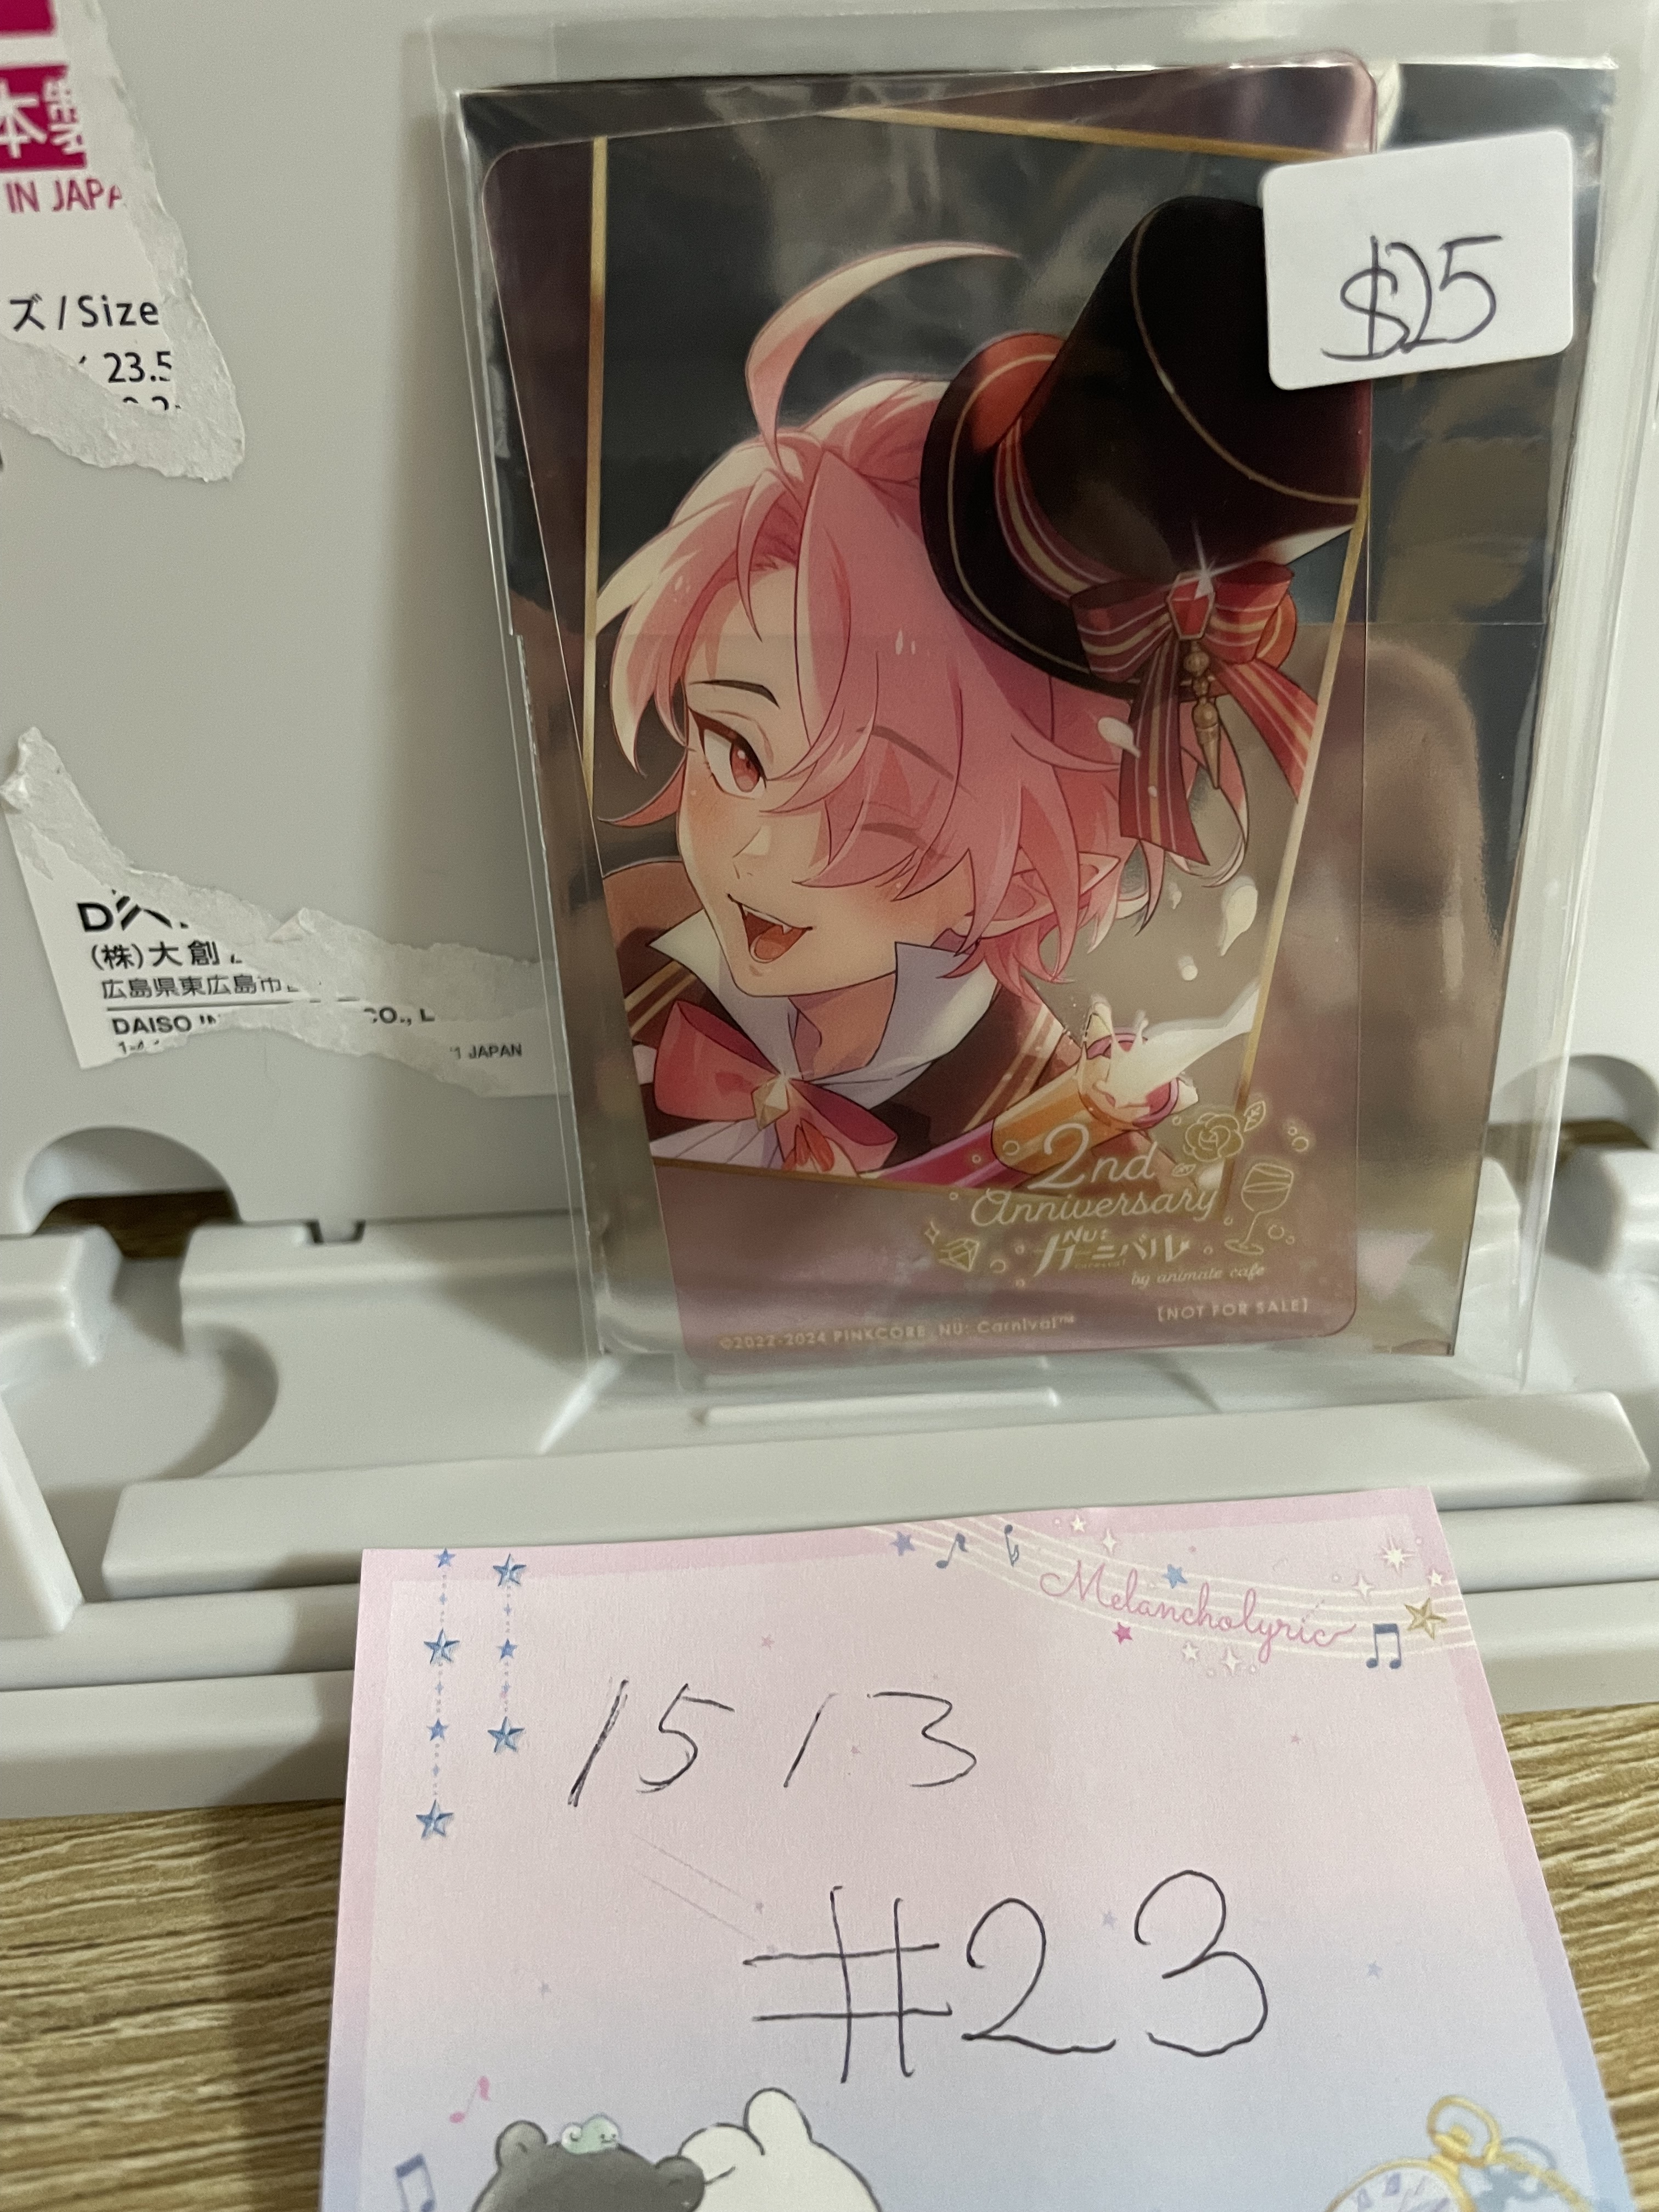 本製
IN JAPA
ズ/Size
23.5
(株)大創
広島県東広島市
DAISO IN CO., L
JAPAN
$25
2nd
Anniversary
NU:
カーニバル
by animate cafe
[NOT FOR SALE]
©2022-2024 PINKCORE NU: Carnival™
Melancholyric
1513
#23